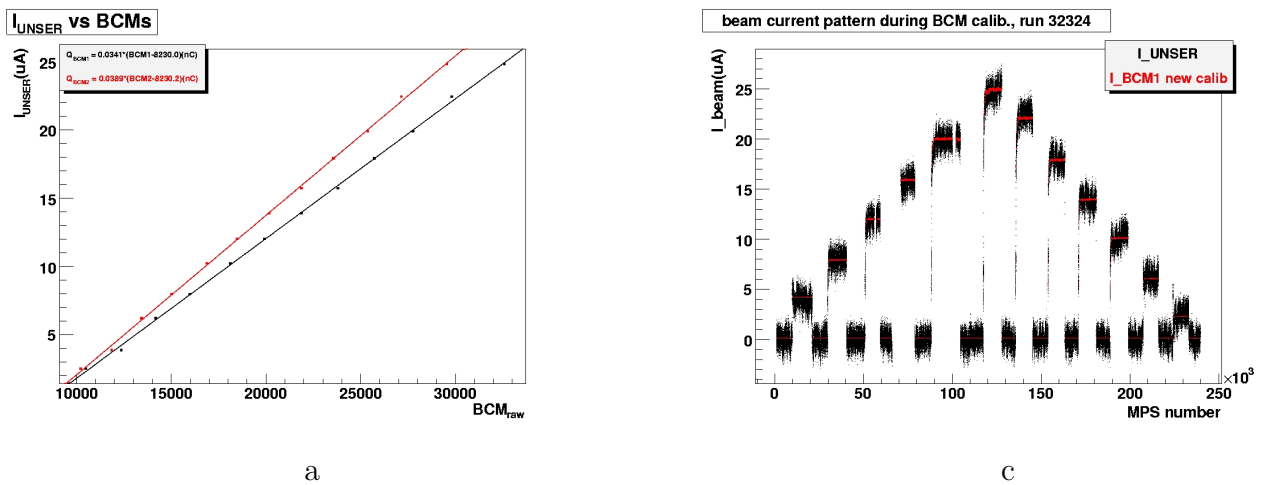 I_UNSER vs BCMs
Q_BCM1 = 0.0341*(BCM1-8230.0)(nC)
Q_BCM2 = 0.0389*(BCM2-8230.2)(nC)
I_UNSER(uA)
25
20
15
10
5
10000 15000 20000 25000 30000
BCM_raw
a
beam current pattern during BCM calib., run 32324
I_UNSER
I_BCM1 new calib
I_beam(uA)
25
20
15
10
5
0
0 50 100 150 200 250
×10³
MPS number
c